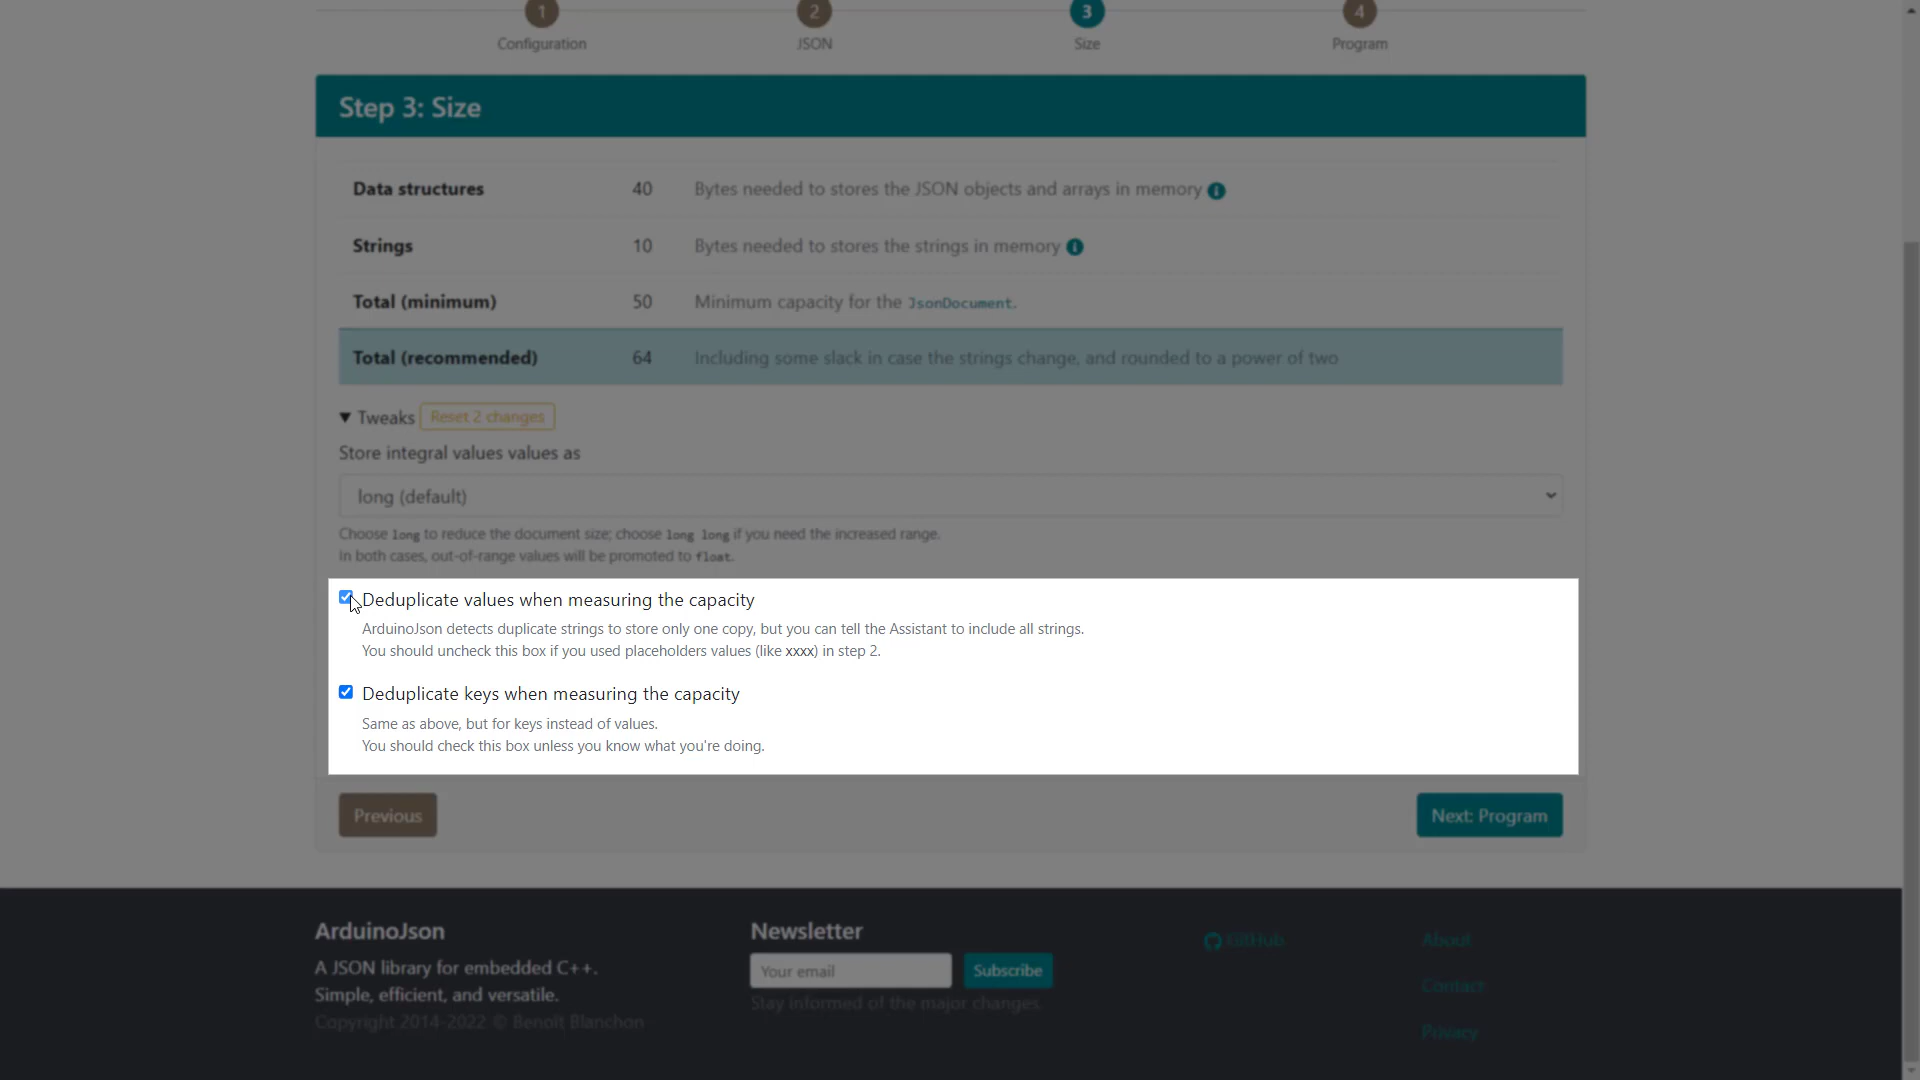 1
2
3
4
Configuration
JSON
Size
Program
Step 3: Size
Data structures 40 Bytes needed to stores the JSON objects and arrays in memory
Strings 10 Bytes needed to stores the strings in memory
Total (minimum) 50 Minimum capacity for the JsonDocument.
Total (recommended) 64 Including some slack in case the strings change, and rounded to a power of two
▼ Tweaks Reset 2 changes
Store integral values values as
long (default)
Choose long to reduce the document size; choose long long if you need the increased range.
In both cases, out-of-range values will be promoted to float.
Deduplicate values when measuring the capacity
ArduinoJson detects duplicate strings to store only one copy, but you can tell the Assistant to include all strings.
You should uncheck this box if you used placeholders values (like xxxx) in step 2.
Deduplicate keys when measuring the capacity
Same as above, but for keys instead of values.
You should check this box unless you know what you're doing.
Previous
Next: Program
ArduinoJson
A JSON library for embedded C++.
Simple, efficient, and versatile.
Copyright 2014-2022 © Benoît Blanchon
Newsletter
Your email Subscribe
Stay informed of the major changes.
GitHub
About
Contact
Privacy